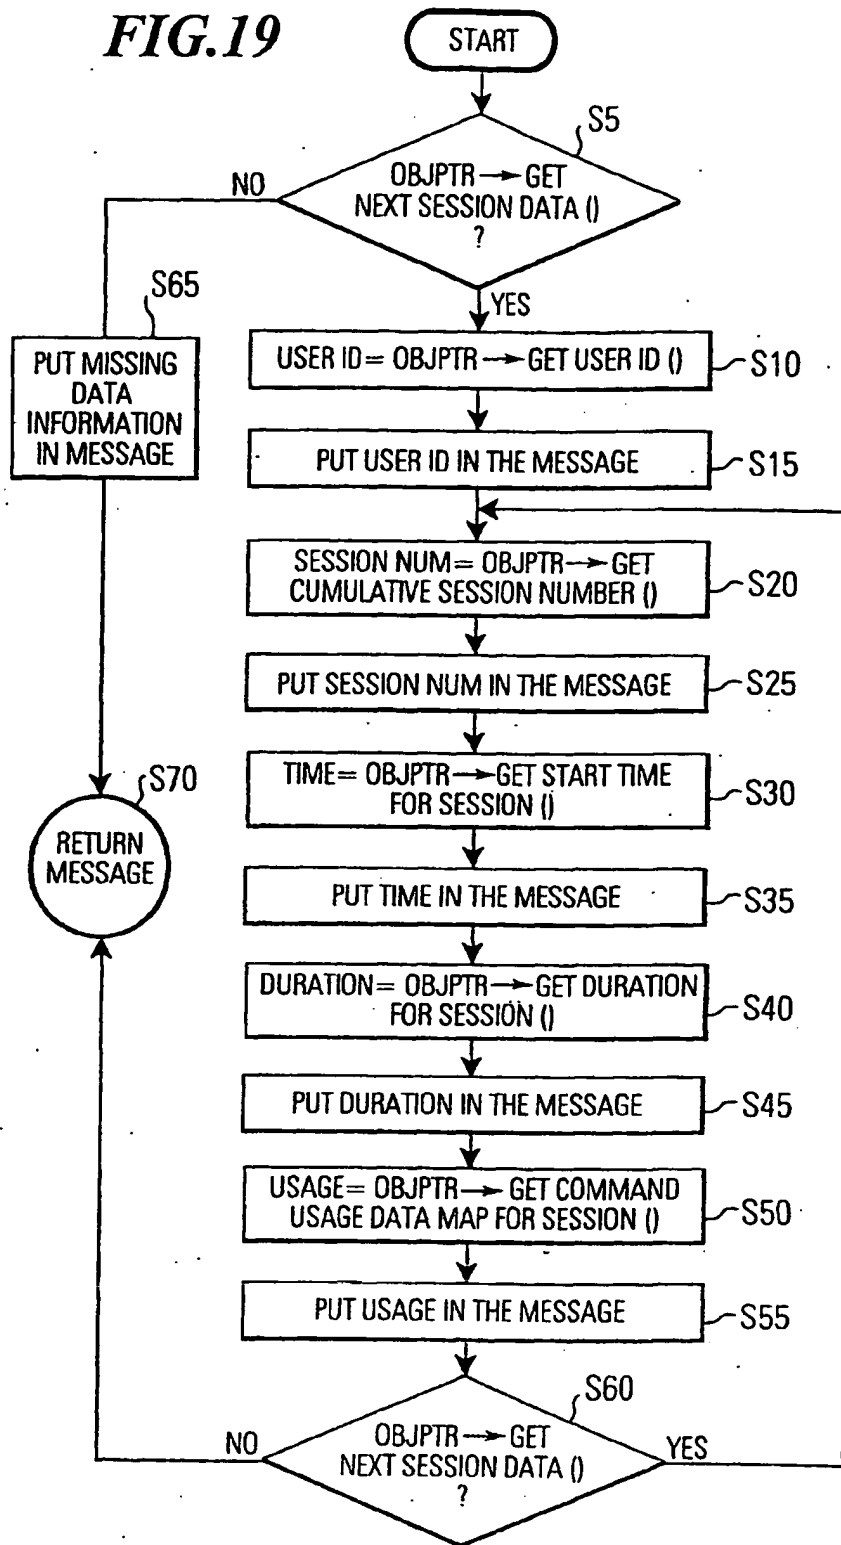 FIG.19
START
S5
OBJPTR → GET
NEXT SESSION DATA ()
?
NO
YES
S65
PUT MISSING
DATA
INFORMATION
IN MESSAGE
USER ID = OBJPTR → GET USER ID ()
S10
PUT USER ID IN THE MESSAGE
S15
SESSION NUM = OBJPTR → GET
CUMULATIVE SESSION NUMBER ()
S20
PUT SESSION NUM IN THE MESSAGE
S25
TIME = OBJPTR → GET START TIME
FOR SESSION ()
S30
S70
RETURN
MESSAGE
PUT TIME IN THE MESSAGE
S35
DURATION = OBJPTR → GET DURATION
FOR SESSION ()
S40
PUT DURATION IN THE MESSAGE
S45
USAGE = OBJPTR → GET COMMAND
USAGE DATA MAP FOR SESSION ()
S50
PUT USAGE IN THE MESSAGE
S55
S60
OBJPTR → GET
NEXT SESSION DATA ()
?
NO
YES